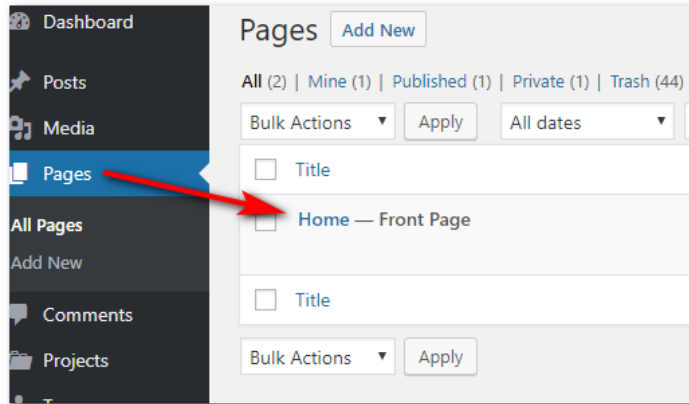 Dashboard
Posts
Media
Pages
All Pages
Add New
Comments
Projects
Pages Add New
All (2) | Mine (1) | Published (1) | Private (1) | Trash (44)
Bulk Actions Apply All dates
Title
Home — Front Page
Title
Bulk Actions Apply